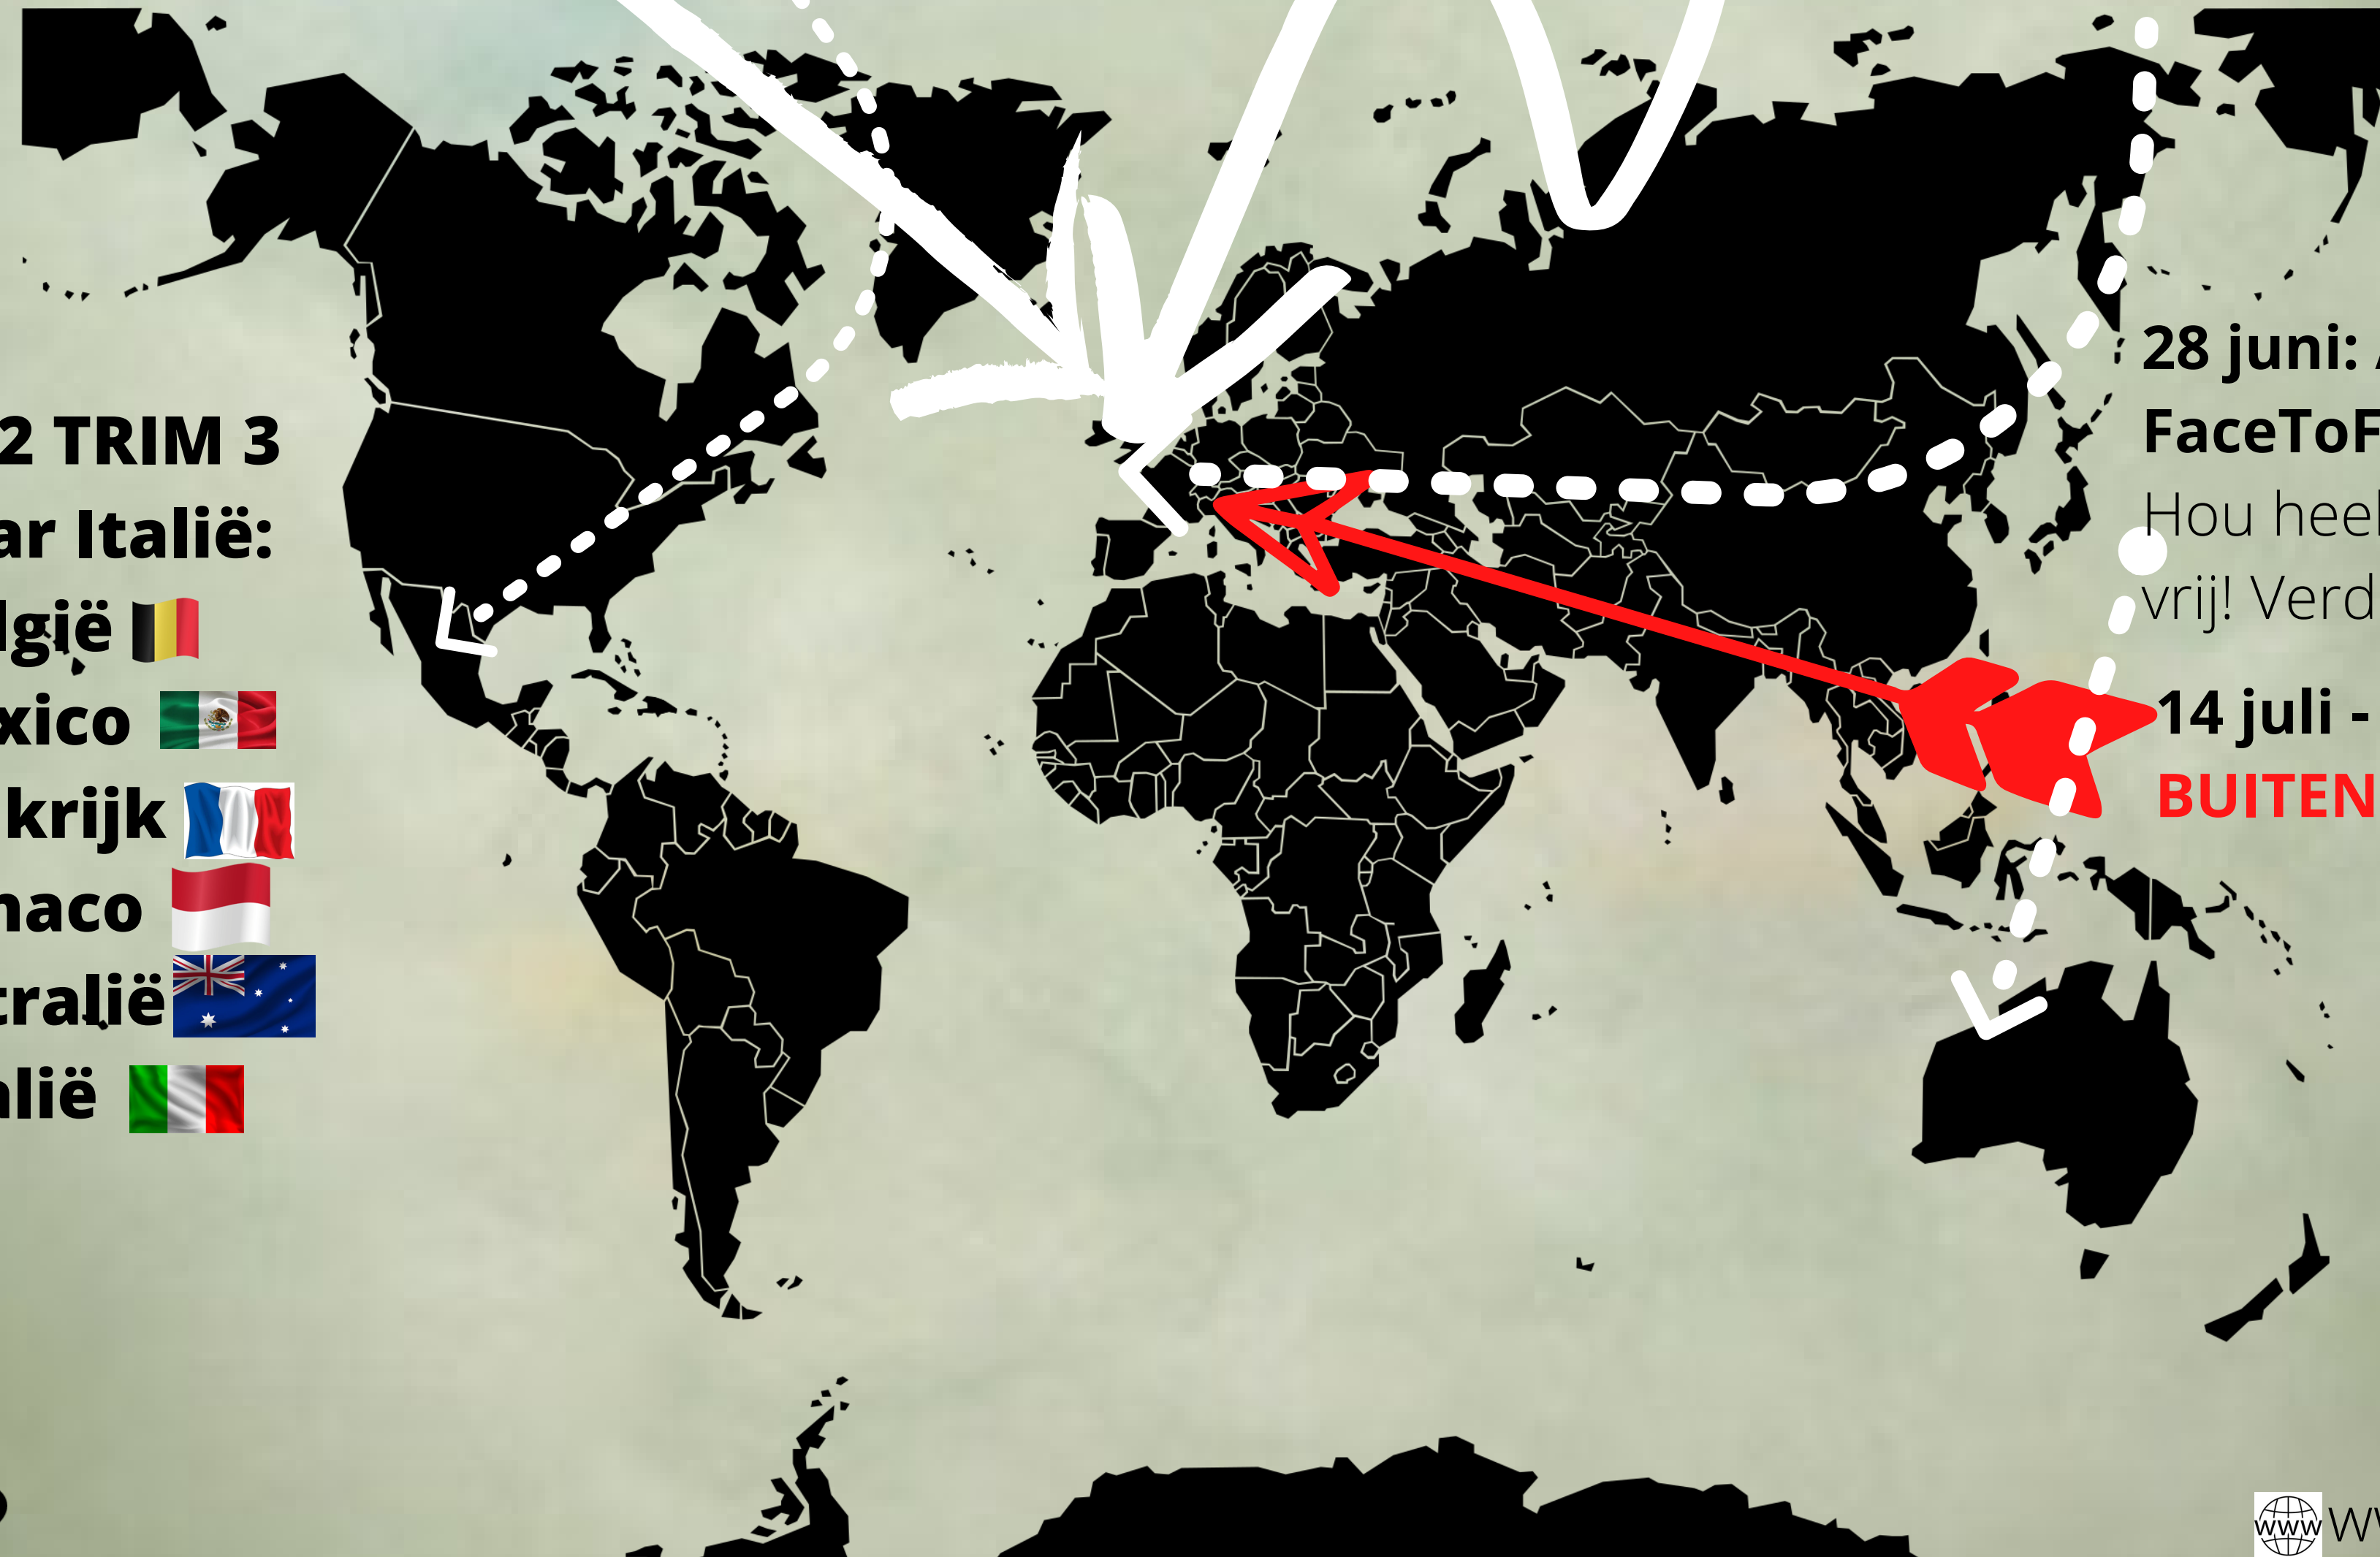 2 TRIM 3
ar Italië:
lgië
xico
krijk
naco
tralië
alië
28 juni:
FaceToF
Hou heel
vrij! Verd
14 juli -
BUITEN
www